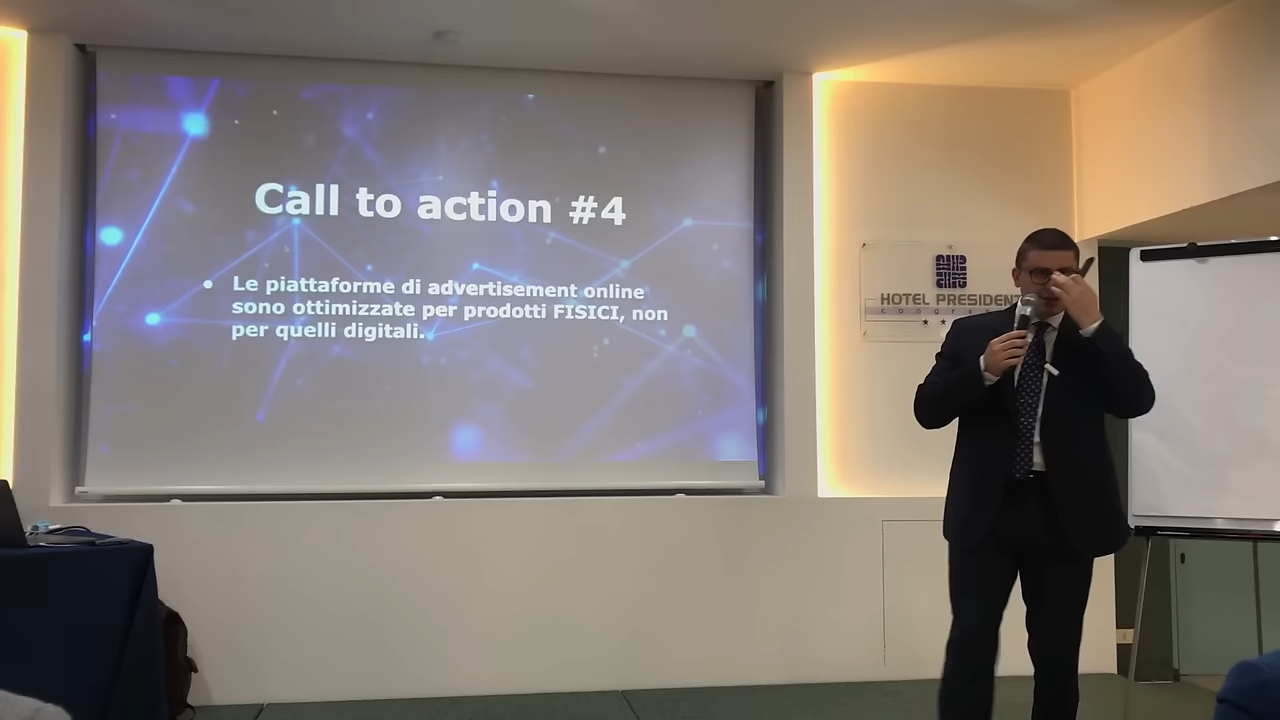 Call to action #4
• Le piattaforme di advertisement online
sono ottimizzate per prodotti FISICI, non
per quelli digitali.
HOTEL PRESIDENT